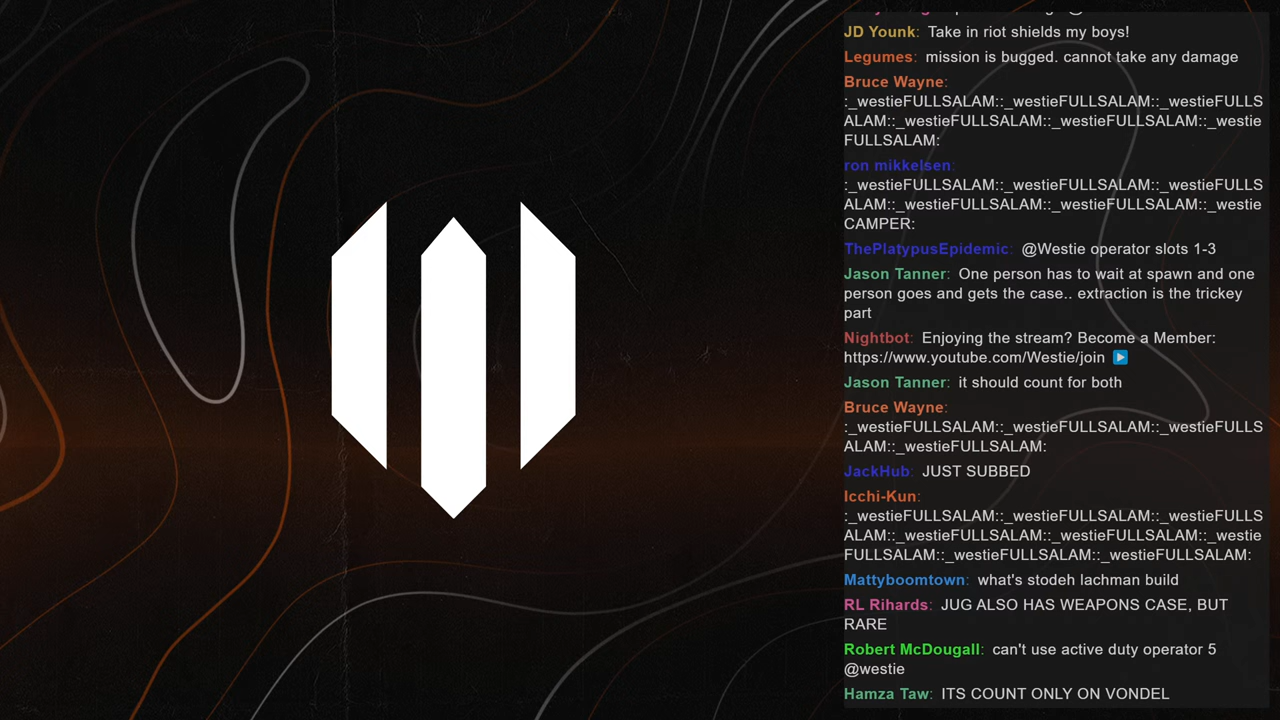 JD Younk: Take in riot shields my boys!
Legumes: mission is bugged. cannot take any damage
Bruce Wayne:
:_westieFULLSALAM::_westieFULLSALAM::_westieFULLS
ALAM::_westieFULLSALAM::_westieFULLSALAM::_westie
FULLSALAM:
ron mikkelsen:
:_westieFULLSALAM::_westieFULLSALAM::_westieFULLS
ALAM::_westieFULLSALAM::_westieFULLSALAM::_westie
CAMPER:
ThePlatypusEpidemic: @Westie operator slots 1-3
Jason Tanner: One person has to wait at spawn and one
person goes and gets the case.. extraction is the trickey
part
Nightbot: Enjoying the stream? Become a Member:
https://www.youtube.com/Westie/join
Jason Tanner: it should count for both
Bruce Wayne:
:_westieFULLSALAM::_westieFULLSALAM::_westieFULLS
ALAM::_westieFULLSALAM:
JackHub: JUST SUBBED
Icchi-Kun:
:_westieFULLSALAM::_westieFULLSALAM::_westieFULLS
ALAM::_westieFULLSALAM::_westieFULLSALAM::_westie
FULLSALAM::_westieFULLSALAM::_westieFULLSALAM:
Mattyboomtown: what's stodeh lachman build
RL Rihards: JUG ALSO HAS WEAPONS CASE, BUT
RARE
Robert McDougall: can't use active duty operator 5
@westie
Hamza Taw: ITS COUNT ONLY ON VONDEL